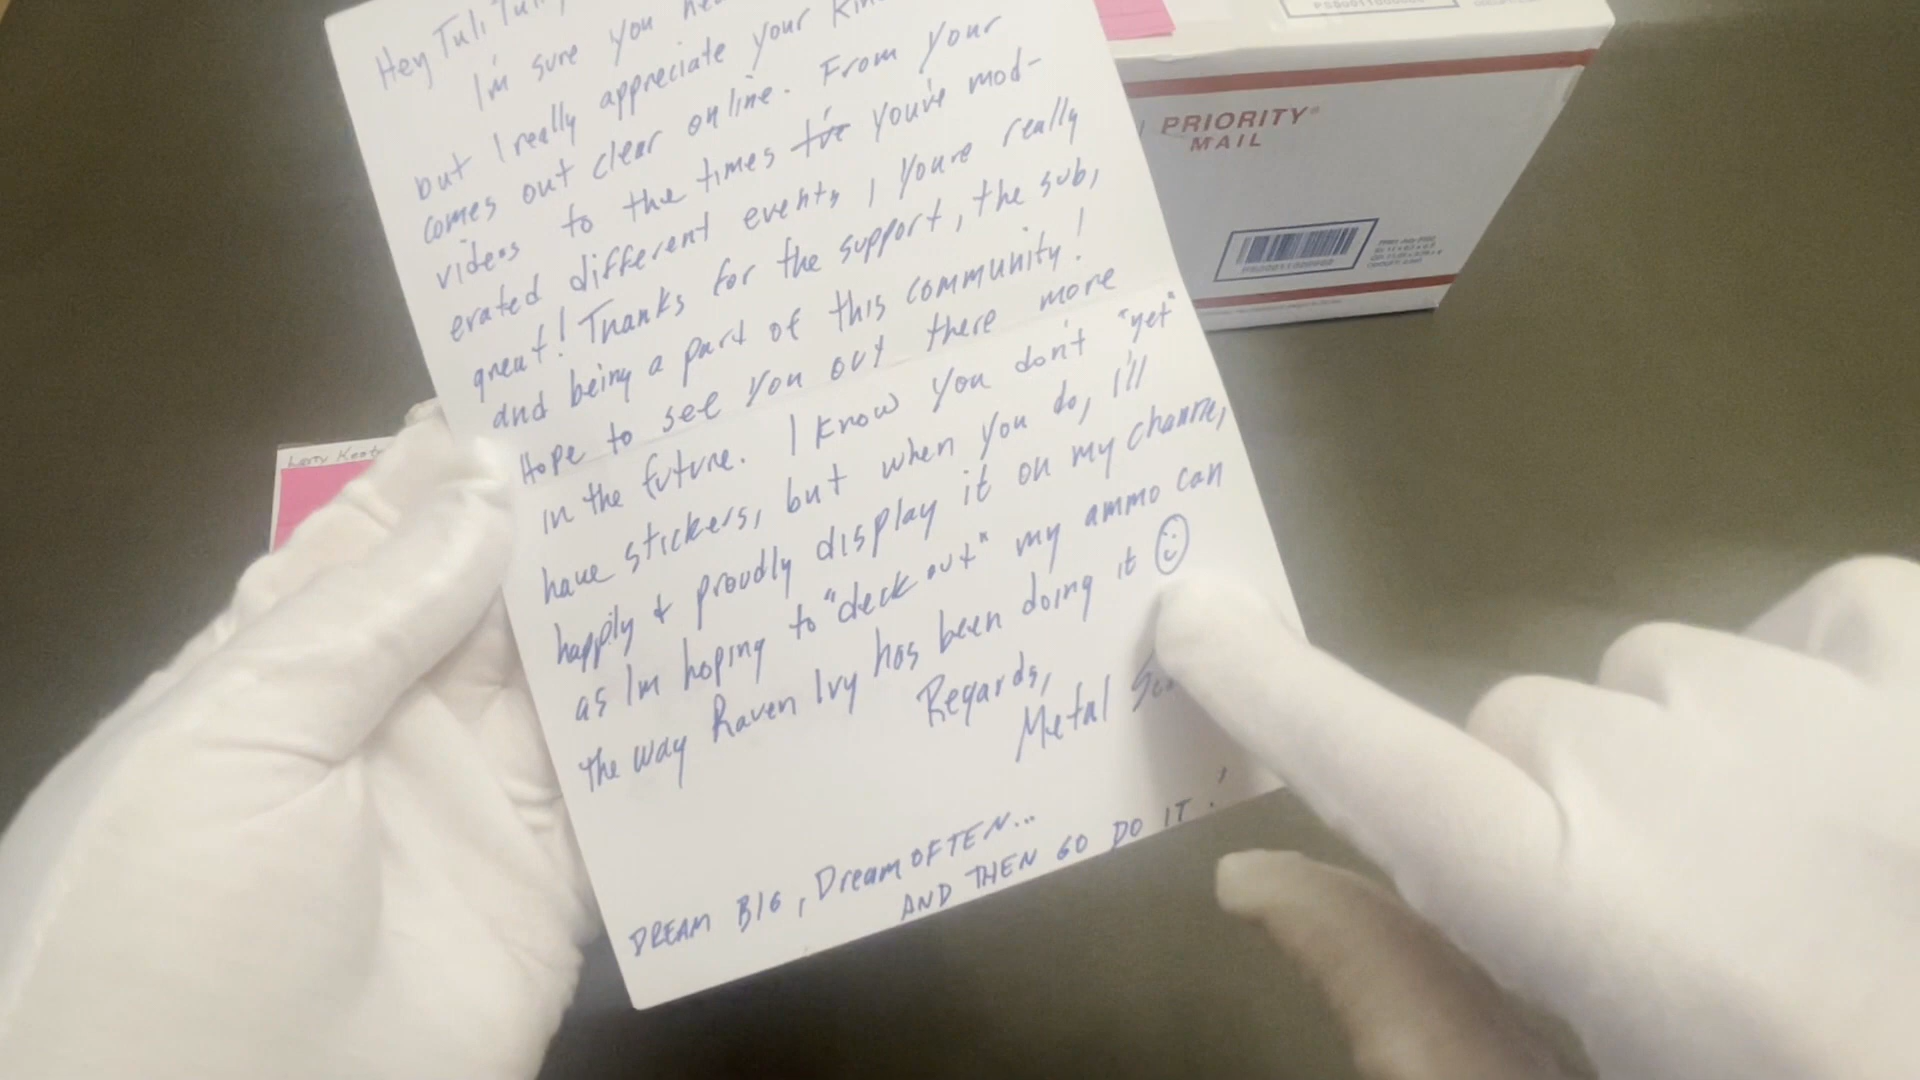 Hey Tuli
I'm sure you
but I really appreciate your
comes out clear online. From your
videos to the times I've you've mod-
erated different events, youre really
great! Thanks for the support, the sub,
and being a part of this community!
Hope to see you out there more
in the future. I know you don't "yet"
have stickers, but when you do, I'll
happily & proudly display it on my channel,
as Im hoping to "deck out" my ammo can
the way Raven Ivy has been doing it
Regards,
Metal
DREAM BIG, Dream OFTEN...
AND THEN GO DO IT!
PRIORITY®
MAIL
Larry